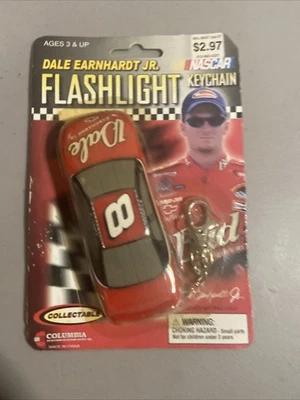 AGES 3 & UP
$2.97
DALE EARNHARDT JR.
NASCAR
FLASHLIGHT
KEYCHAIN
Dale
8
COLLECTABLE
COLUMBIA
WARNING:
CHOKING HAZARD - Small parts
Not for children under 3 years